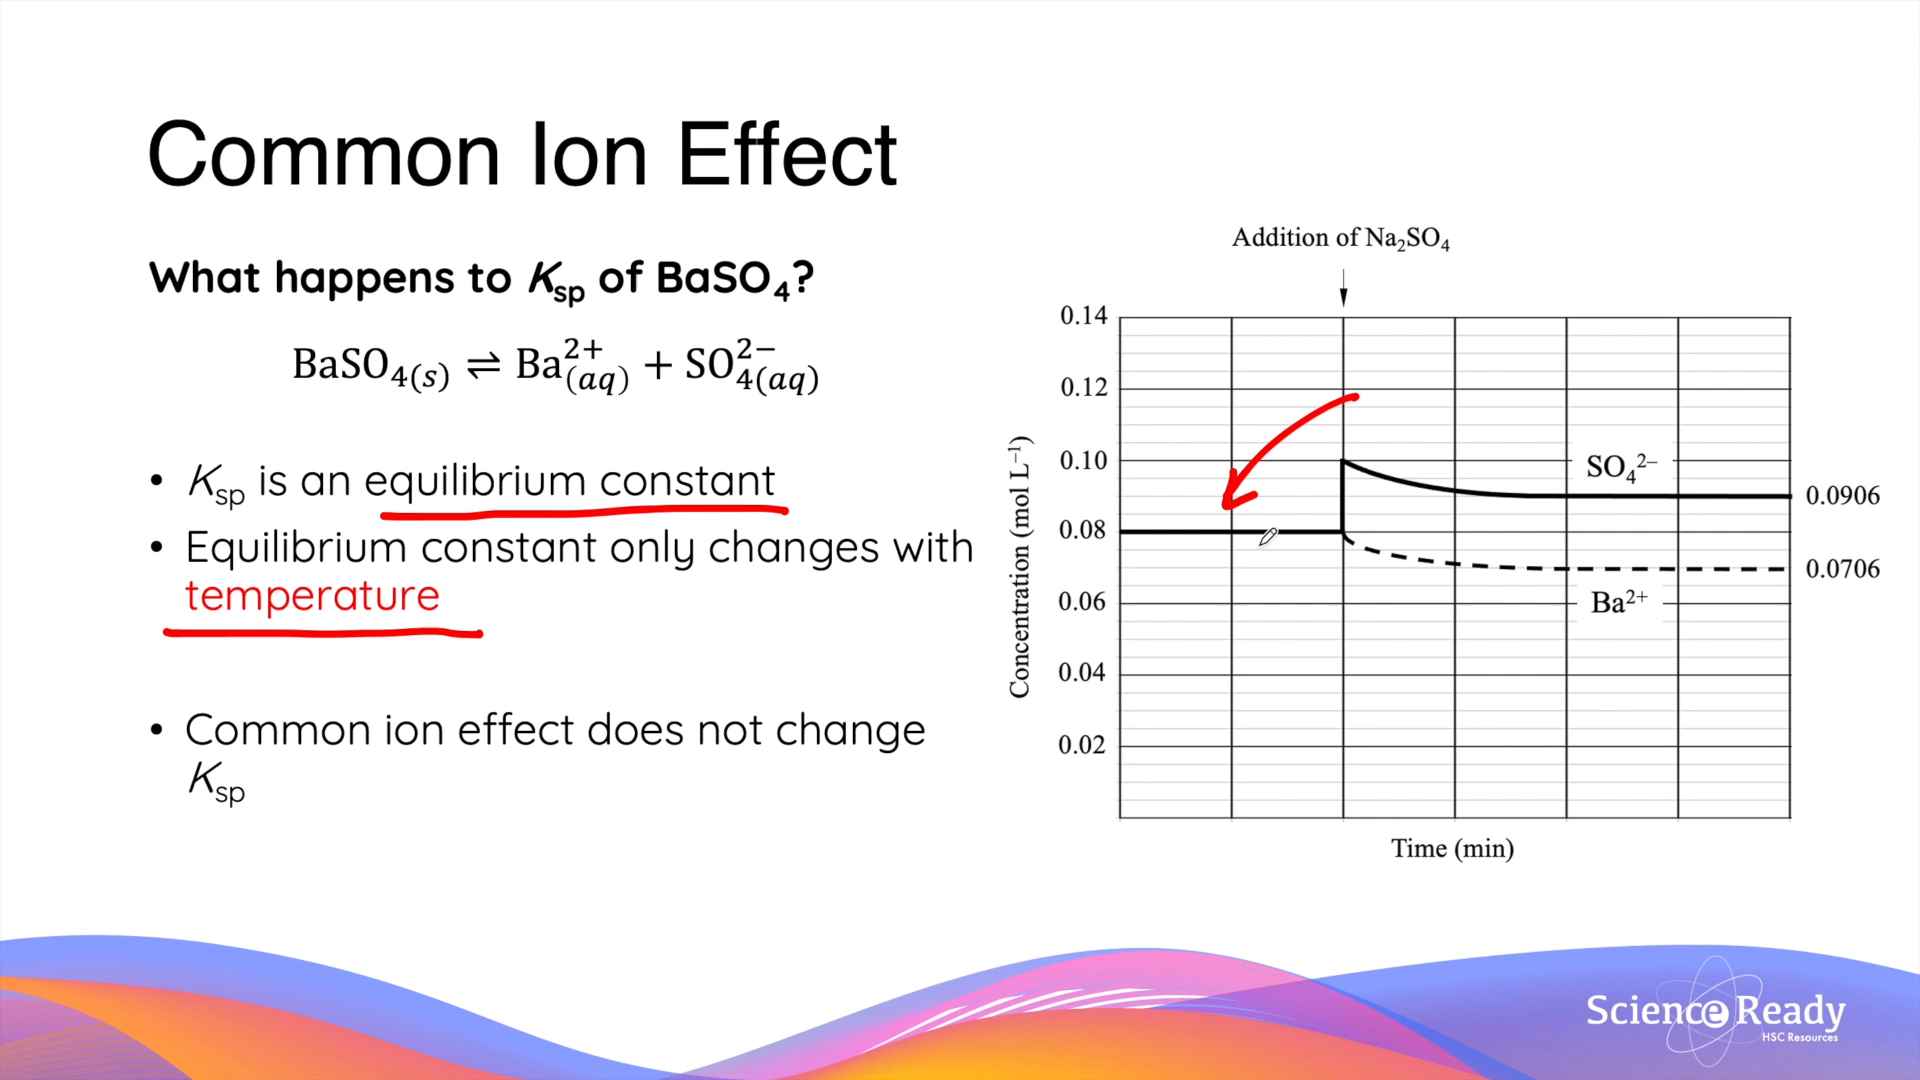 Common Ion Effect
What happens to Ksp of BaSO₄?
BaSO₄(s) ⇌ Ba²⁺(aq) + SO₄²⁻(aq)
• Ksp is an equilibrium constant
• Equilibrium constant only changes with
temperature
• Common ion effect does not change
Ksp
Addition of Na₂SO₄
Concentration (mol L⁻¹)
0.14
0.12
0.10
0.08
0.06
0.04
0.02
SO₄²⁻
0.0906
0.0706
Ba²⁺
Time (min)
Science Ready
HSC Resources